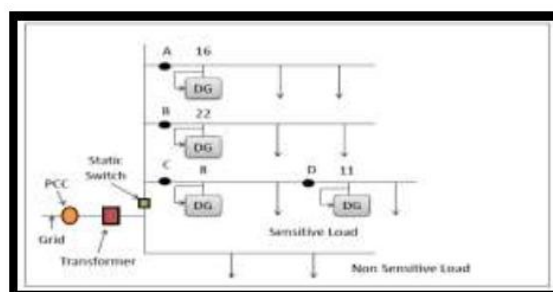 A 16
DG
B 22
DG
Static
Switch
C 8 D 11
PCC
DG DG
Sensitive Load
Grid
Transformer
Non Sensitive Load